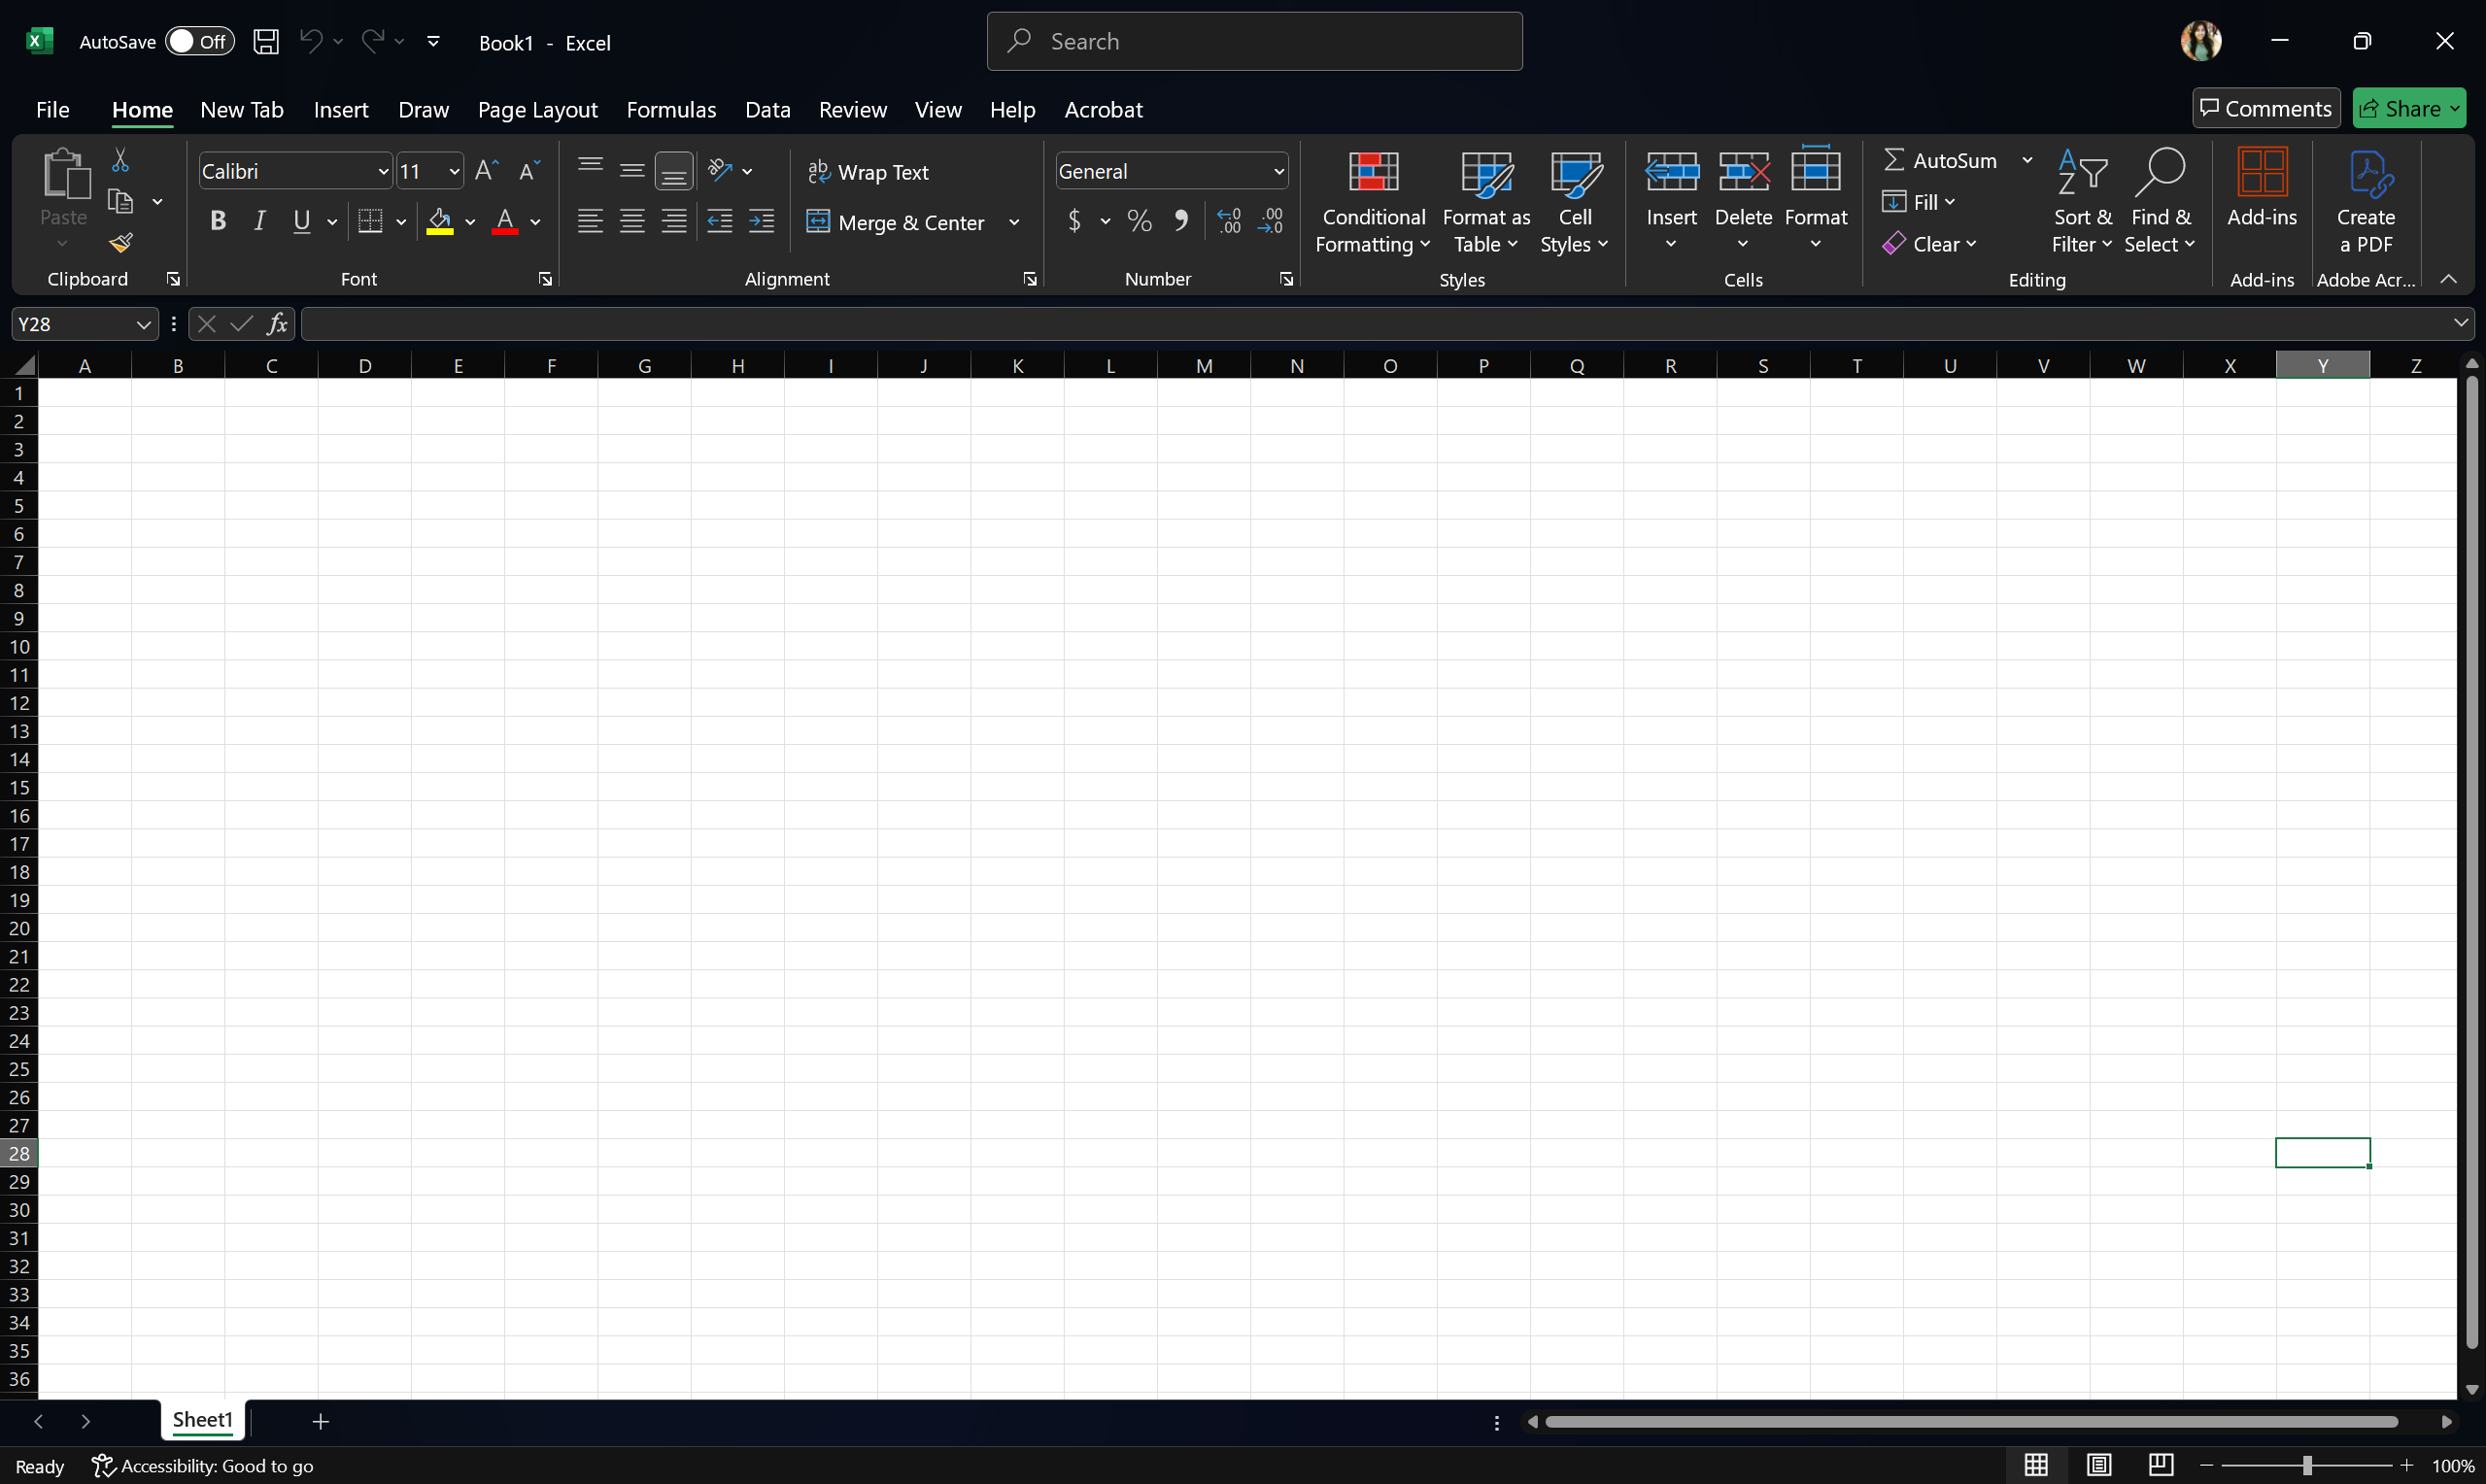 AutoSave Off Book1 - Excel Search
File Home New Tab Insert Draw Page Layout Formulas Data Review View Help Acrobat Comments Share
Paste
Clipboard
Calibri 11
B I U A
Font
Wrap Text
Merge & Center
Alignment
General
$ % 9 .00 .0
Number
Conditional Formatting
Format as Table
Cell Styles
Styles
Insert Delete Format
Cells
AutoSum
Fill
Clear
Sort & Filter
Find & Select
Editing
Add-ins
Add-ins
Create a PDF
Adobe Acr...
Y28 fx
A B C D E F G H I J K L M N O P Q R S T U V W X Y Z
1
2
3
4
5
6
7
8
9
10
11
12
13
14
15
16
17
18
19
20
21
22
23
24
25
26
27
28
29
30
31
32
33
34
35
36
Sheet1
Ready Accessibility: Good to go 100%